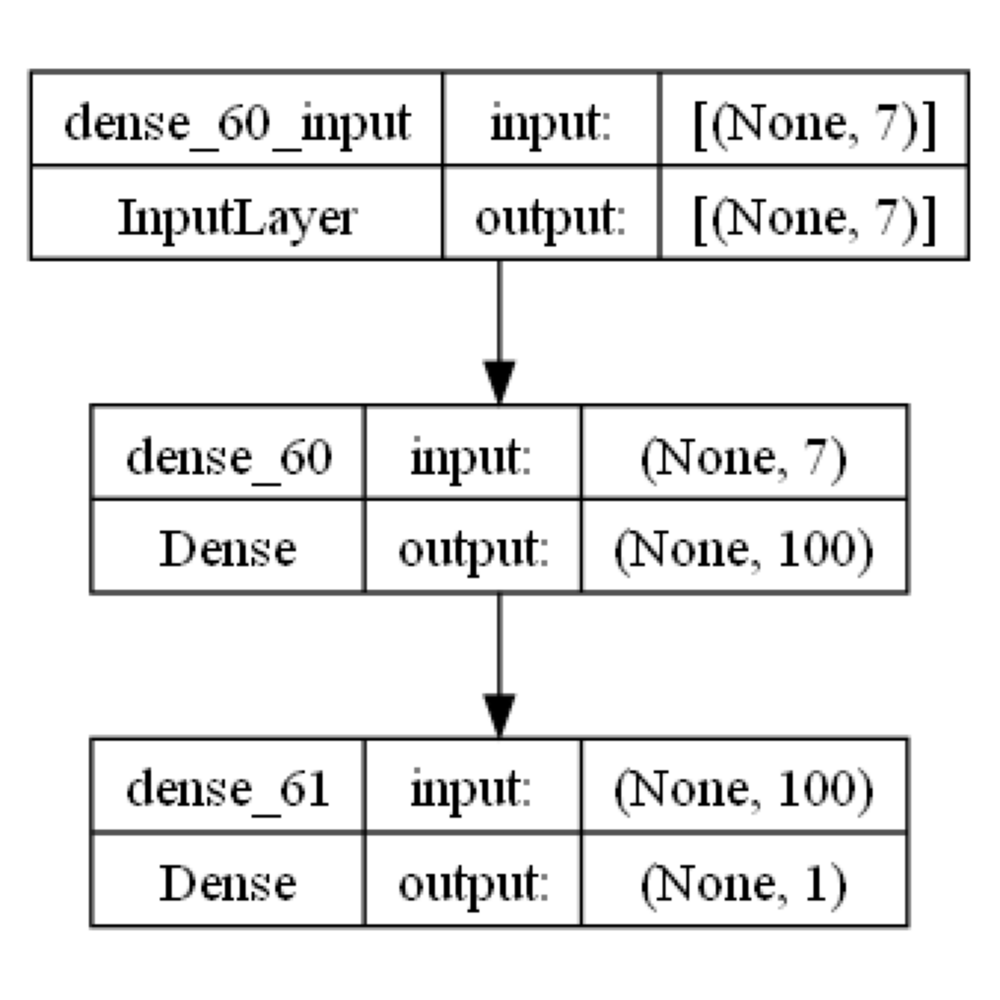 dense_60_input input: [(None, 7)]
InputLayer output: [(None, 7)]
dense_60 input: (None, 7)
Dense output: (None, 100)
dense_61 input: (None, 100)
Dense output: (None, 1)